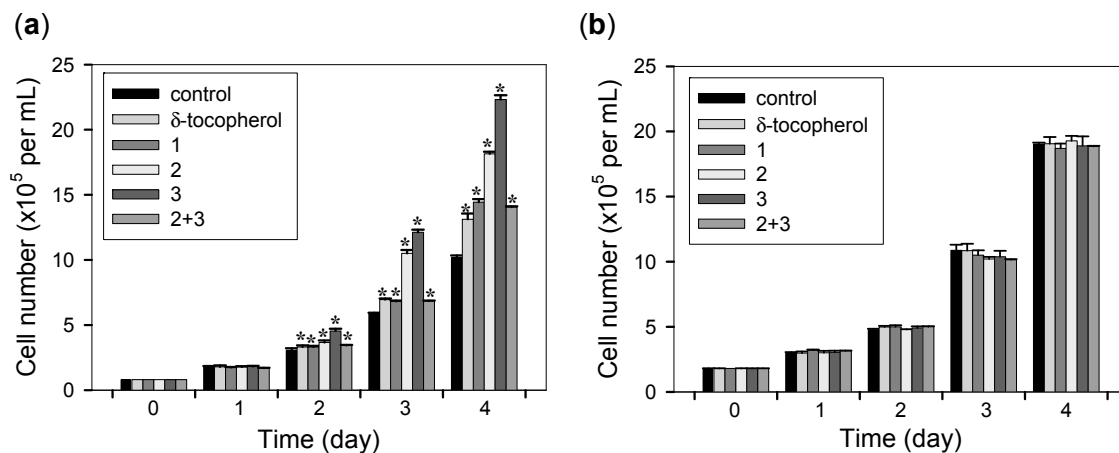 (a)
Cell number (x10⁵ per mL)
25
20
15
10
5
0
control
δ-tocopherol
1
2
3
2+3
* * * * *
* * * * *
* * * * *
0 1 2 3 4
Time (day)
(b)
Cell number (x10⁵ per mL)
25
20
15
10
5
0
control
δ-tocopherol
1
2
3
2+3
0 1 2 3 4
Time (day)